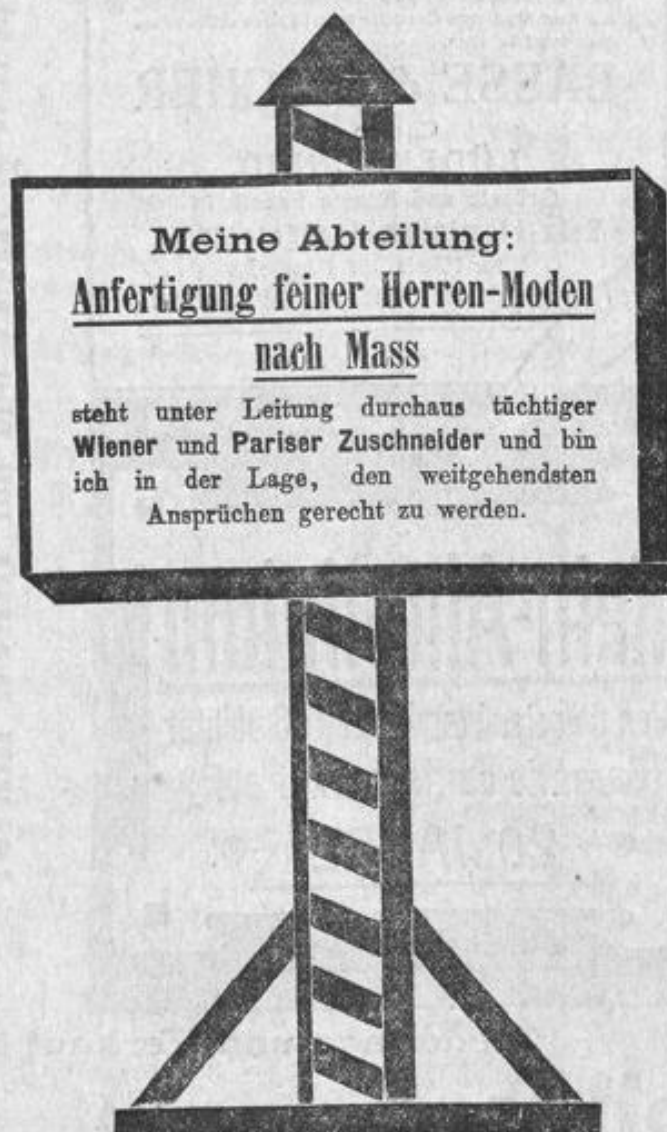 Meine Abteilung:
Anfertigung feiner Herren-Moden
nach Mass
steht unter Leitung durchaus tüchtiger
Wiener und Pariser Zuschneider und bin
ich in der Lage, den weitgehendsten
Ansprüchen gerecht zu werden.